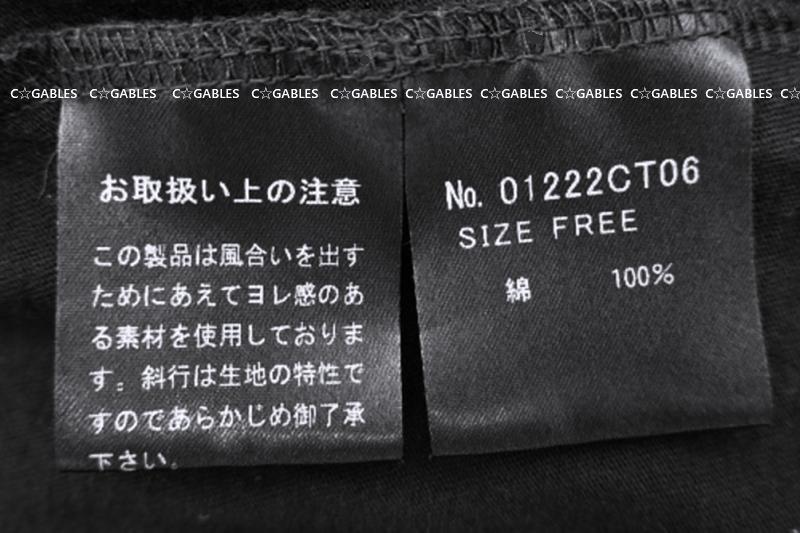 C☆GABLES C☆GABLES C☆GABLES C☆GABLES C☆GABLES C☆GABLES C☆GABLES C☆GABLES C☆GABLES C☆GABLES
お取扱い上の注意
この製品は風合いを出す
ためにあえてヨレ感のあ
る素材を使用しておりま
す。斜行は生地の特性で
すのであらかじめ御了承
下さい。
No. 01222CT06
SIZE FREE
綿 100%